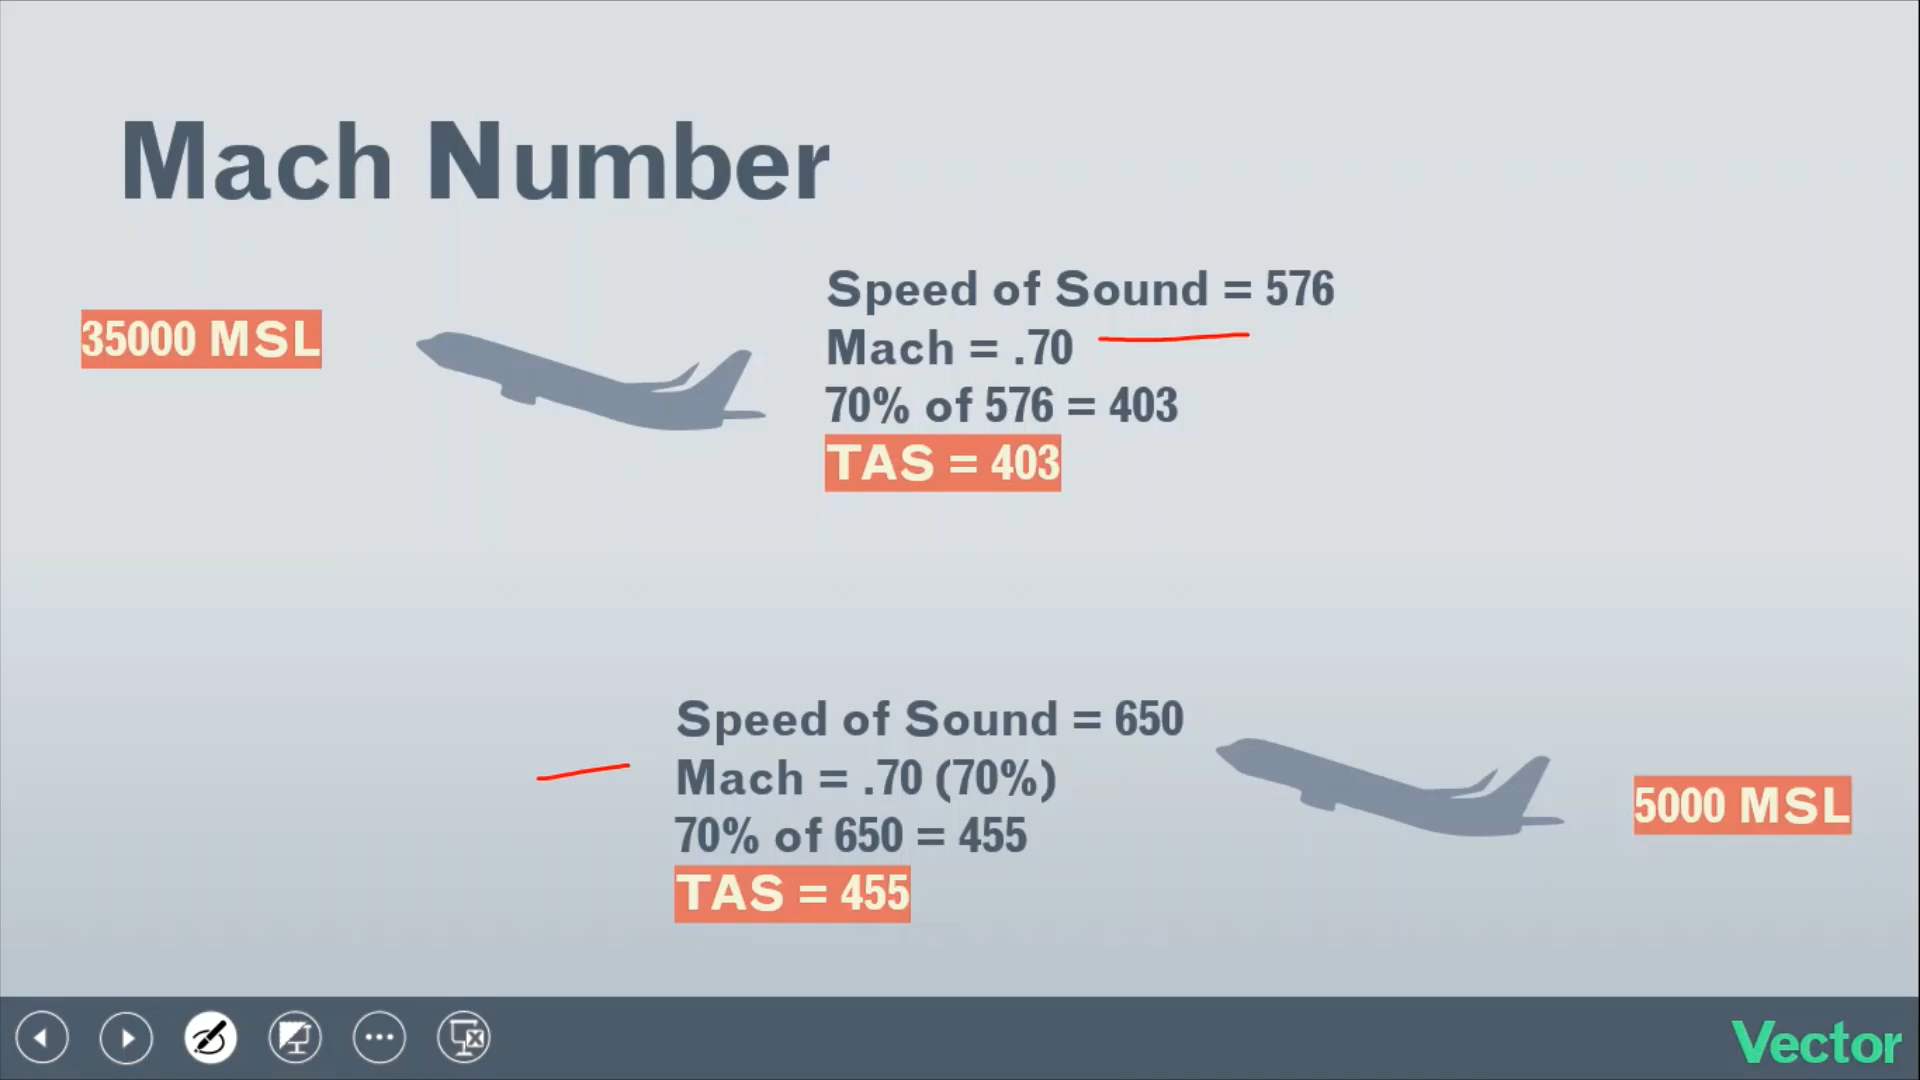 Mach Number
35000 MSL
Speed of Sound = 576
Mach = .70
70% of 576 = 403
TAS = 403
Speed of Sound = 650
Mach = .70 (70%)
70% of 650 = 455
TAS = 455
5000 MSL
Vector